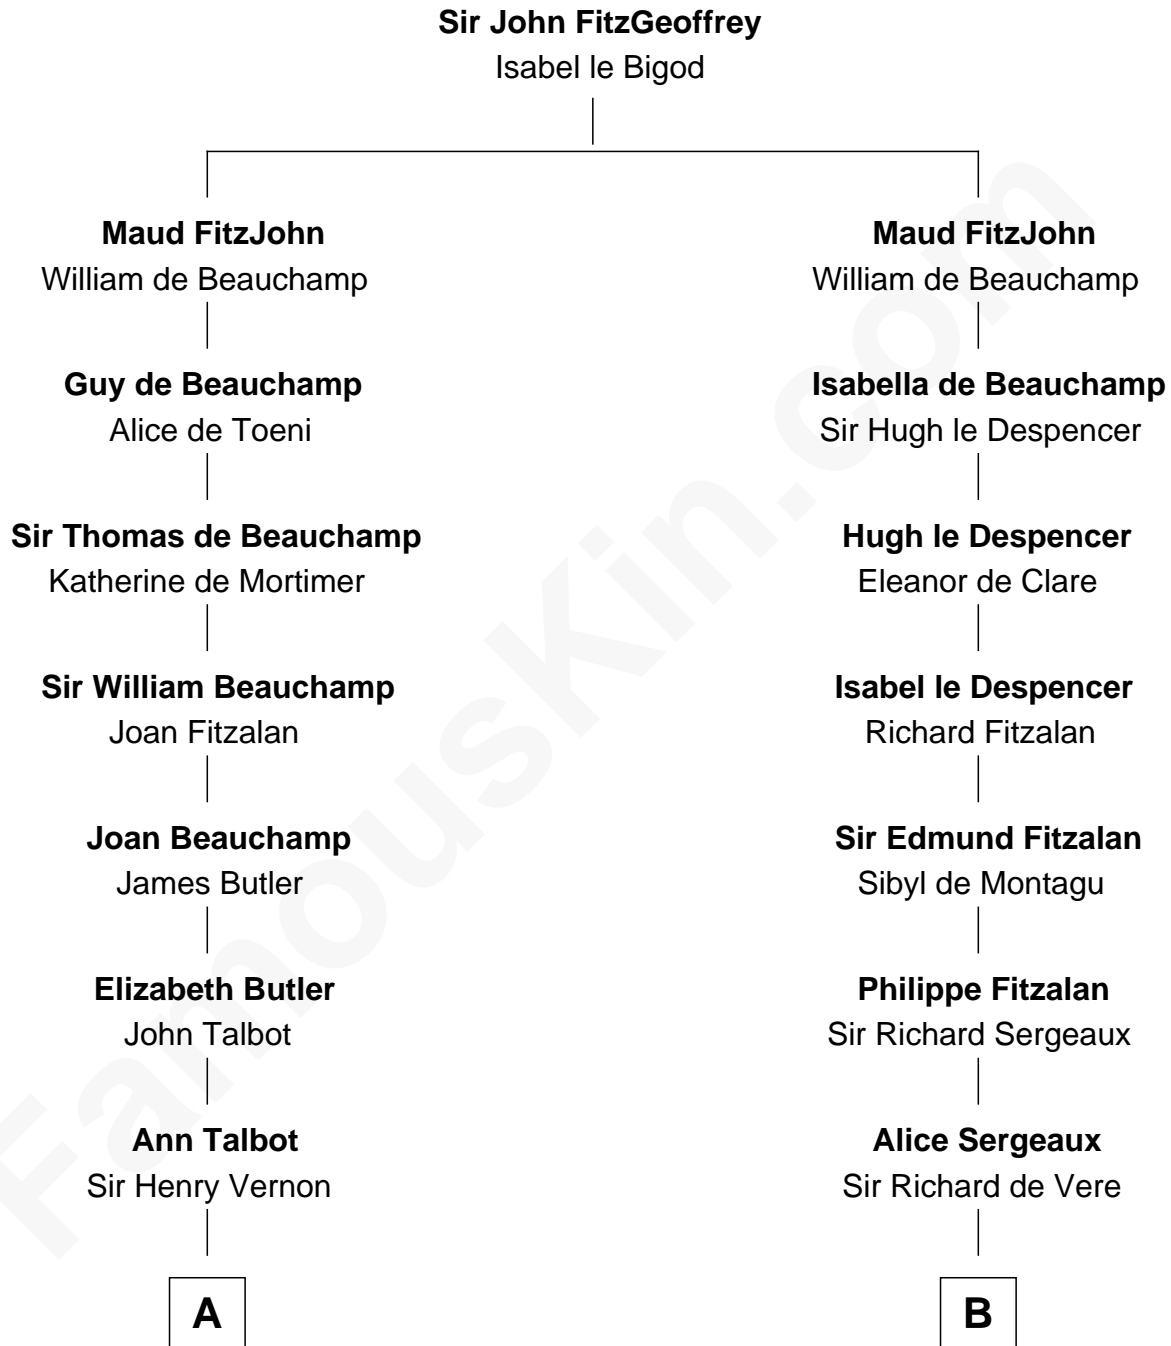 Sir John FitzGeoffrey
Isabel le Bigod
Maud FitzJohn
William de Beauchamp
Guy de Beauchamp
Alice de Toeni
Sir Thomas de Beauchamp
Katherine de Mortimer
Sir William Beauchamp
Joan Fitzalan
Joan Beauchamp
James Butler
Elizabeth Butler
John Talbot
Ann Talbot
Sir Henry Vernon
A
Maud FitzJohn
William de Beauchamp
Isabella de Beauchamp
Sir Hugh le Despencer
Hugh le Despencer
Eleanor de Clare
Isabel le Despencer
Richard Fitzalan
Sir Edmund Fitzalan
Sibyl de Montagu
Philippe Fitzalan
Sir Richard Sergeaux
Alice Sergeaux
Sir Richard de Vere
B
FamousKin.com